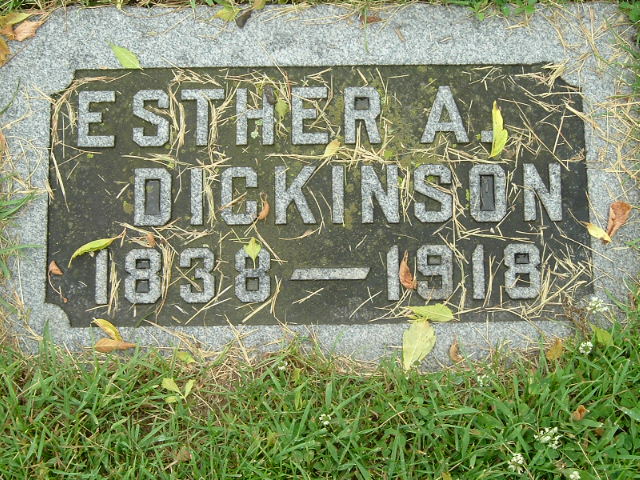 ESTHER A.
DICKINSON
1838 — 1918